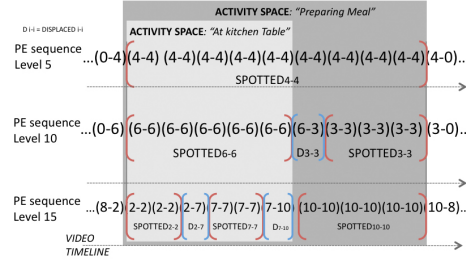 ACTIVITY SPACE: “Preparing Meal”
D i-i = DISPLACED i-i
ACTIVITY SPACE: “At kitchen Table”
PE sequence
Level 5
...(0-4)(4-4) (4-4)(4-4)(4-4)(4-4)(4-4)(4-4)(4-4)(4-0)...
SPOTTED4-4
PE sequence
Level 10
...(0-6)(6-6)(6-6)(6-6)(6-6)(6-6)(6-3)(3-3)(3-3)(3-3)(3-0)...
SPOTTED6-6 D3-3 SPOTTED3-3
PE sequence
Level 15
...(8-2)(2-2)(2-2)(2-7)(7-7)(7-7)(7-10)(10-10)(10-10)(10-10)(10-8)...
SPOTTED2-2 D2-7 SPOTTED7-7 D7-10 SPOTTED10-10
VIDEO
TIMELINE